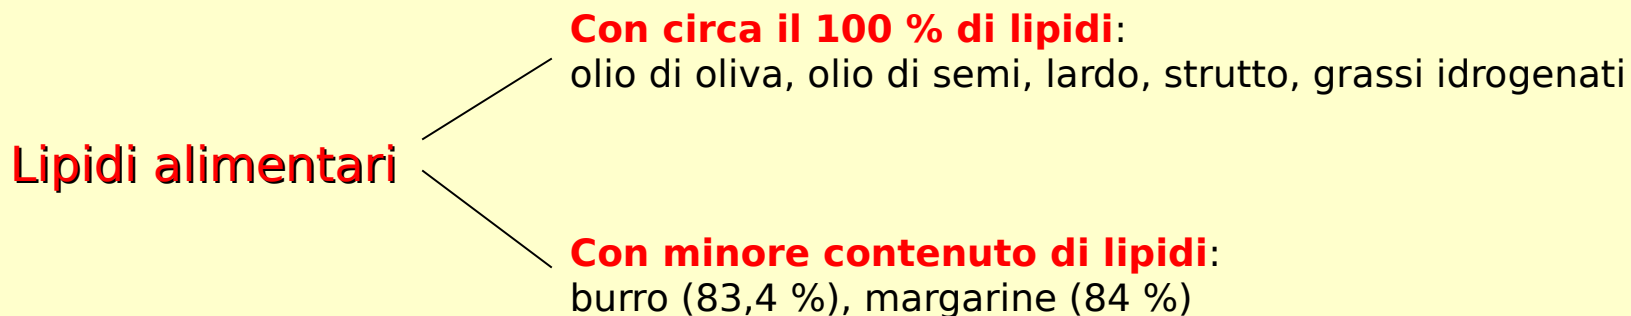 Con circa il 100 % di lipidi:
olio di oliva, olio di semi, lardo, strutto, grassi idrogenati
Lipidi alimentari
Con minore contenuto di lipidi:
burro (83,4 %), margarine (84 %)